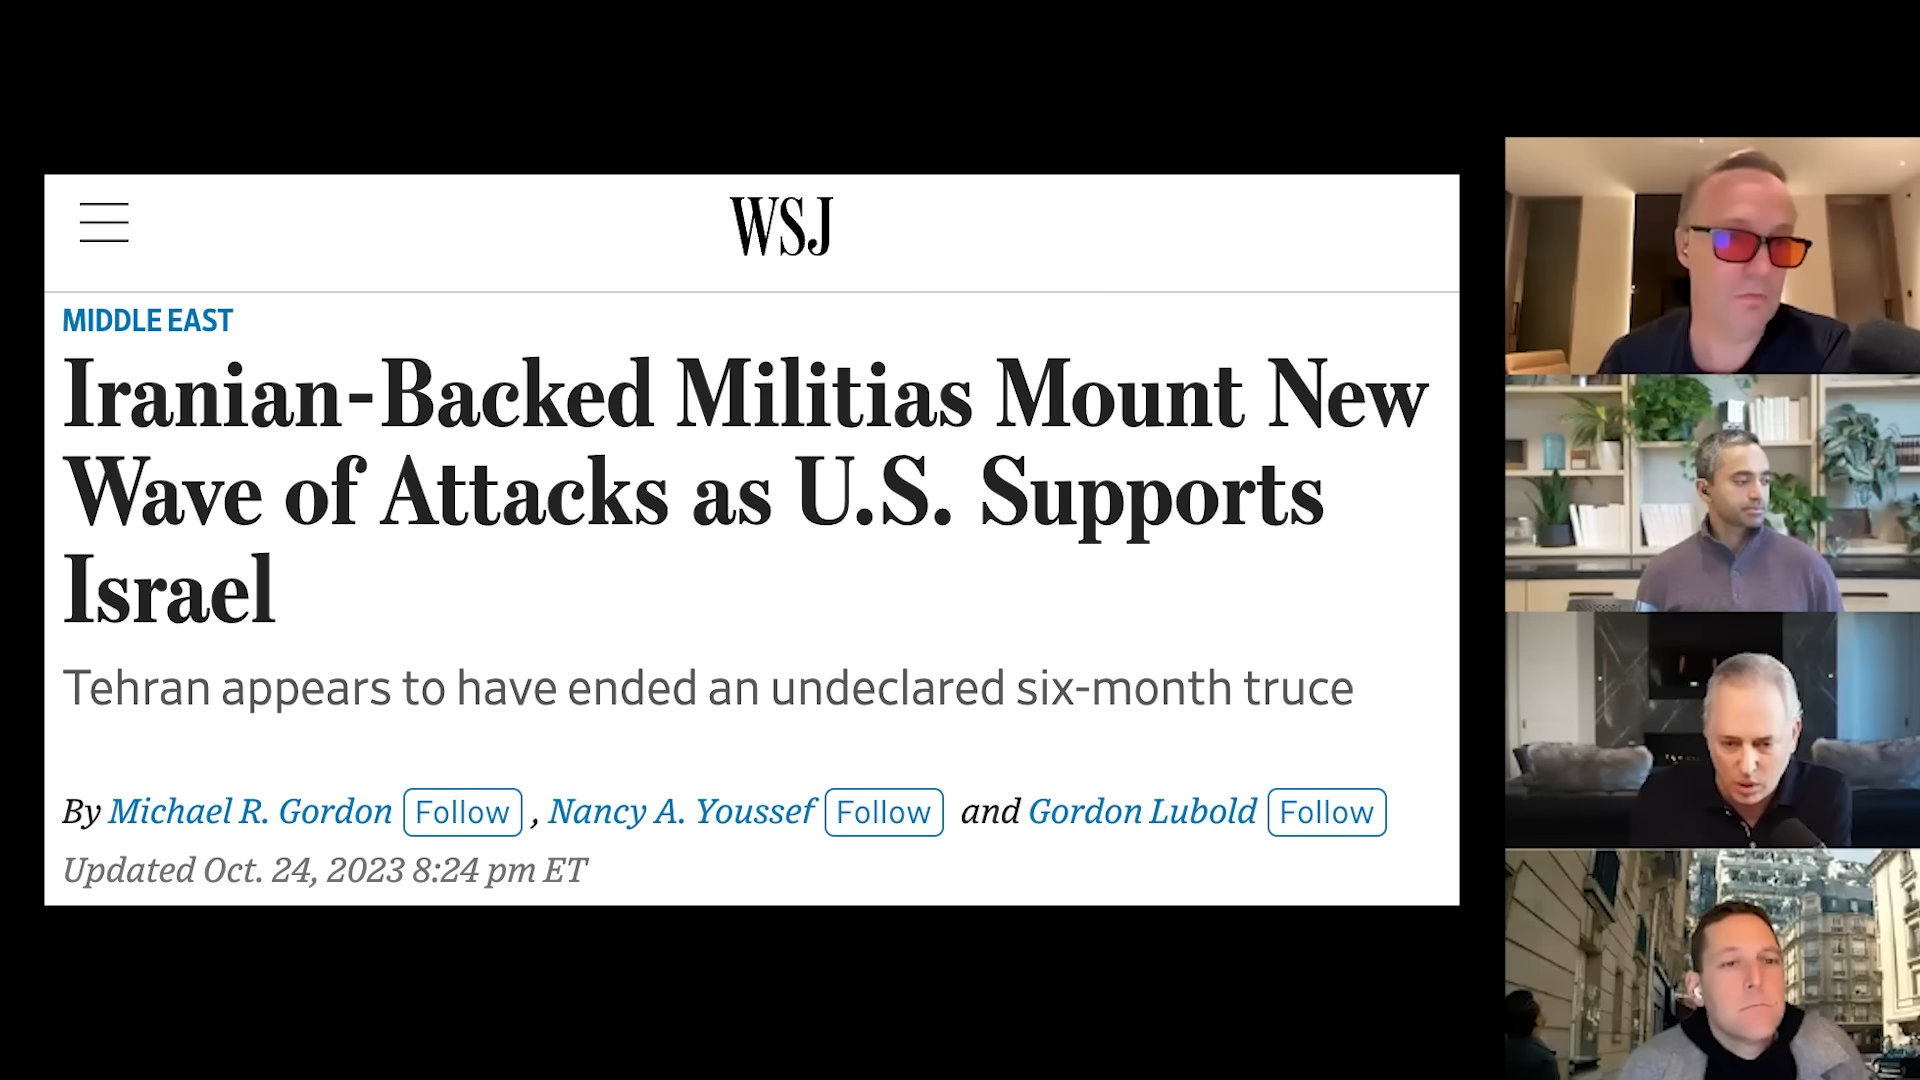 WSJ
MIDDLE EAST
Iranian-Backed Militias Mount New
Wave of Attacks as U.S. Supports
Israel
Tehran appears to have ended an undeclared six-month truce
By Michael R. Gordon Follow , Nancy A. Youssef Follow and Gordon Lubold Follow
Updated Oct. 24, 2023 8:24 pm ET